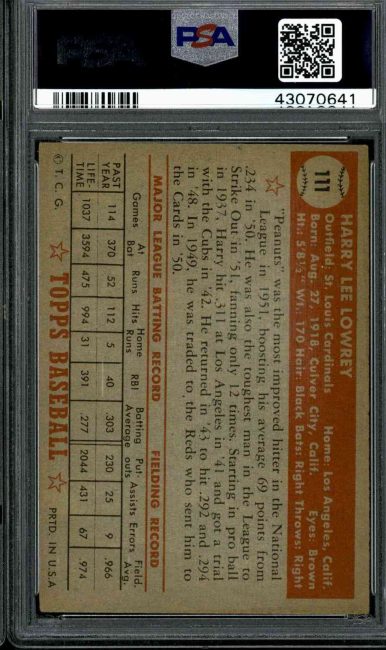 PSA
43070641
111
HARRY LEE LOWREY
Outfield: St. Louis Cardinals Home: Los Angeles, Calif.
Born: Aug. 27, 1918, Culver City, Calif. Eyes: Brown
Ht.: 5'8½" Wt.: 170 Hair: Black Bats: Right Throws: Right
"Peanuts" was the most improved hitter in the National
League in 1951, boosting his average 69 points from
.234 in '50. He was also the toughest man in the League to
Strike Out in '51, fanning only 12 times. Starting in pro ball
in 1937, Harry hit .311 at Los Angeles in '41 and got a trial
with the Cubs in '42. He returned in '43 to hit .292 and .294
in '48. In 1949, he was traded to the Reds who sent him to
the Cards in '50.
MAJOR LEAGUE BATTING RECORD FIELDING RECORD
Games At Bat Runs Hits Home Runs RBI Batting Average Put-outs Assists Errors Field. Avg.
PAST YEAR 114 370 52 112 5 40 .303 230 25 9 .966
LIFE-TIME 1037 3594 475 994 31 391 .277 2044 431 67 .974
© T. C. G. TOPPS BASEBALL PRTD. IN U.S.A